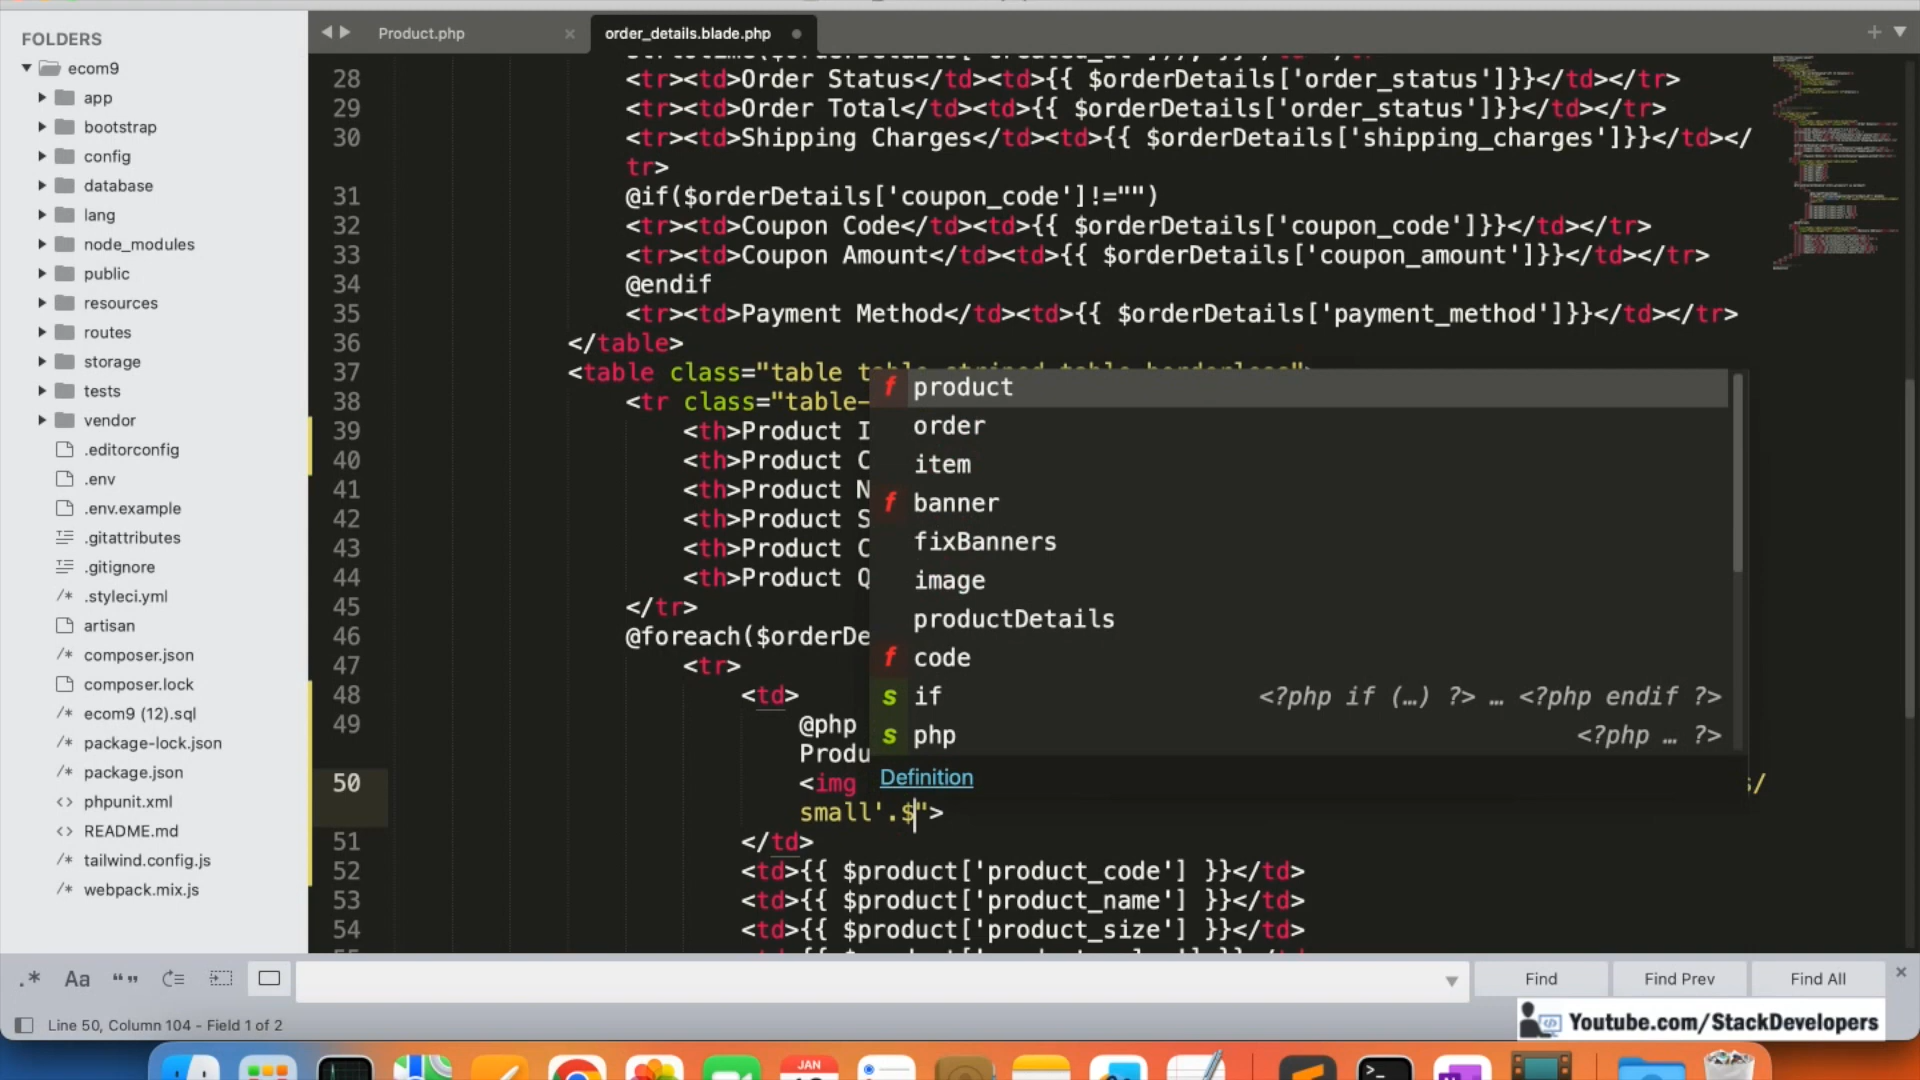 FOLDERS
ecom9
app
bootstrap
config
database
lang
node_modules
public
resources
routes
storage
tests
vendor
.editorconfig
.env
.env.example
.gitattributes
.gitignore
.styleci.yml
artisan
composer.json
composer.lock
ecom9 (12).sql
package-lock.json
package.json
phpunit.xml
README.md
tailwind.config.js
webpack.mix.js
Product.php
order_details.blade.php
28 <tr><td>Order Status</td><td>{{ $orderDetails['order_status']}}</td></tr>
29 <tr><td>Order Total</td><td>{{ $orderDetails['order_status']}}</td></tr>
30 <tr><td>Shipping Charges</td><td>{{ $orderDetails['shipping_charges']}}</td></
tr>
31 @if($orderDetails['coupon_code']!="")
32 <tr><td>Coupon Code</td><td>{{ $orderDetails['coupon_code']}}</td></tr>
33 <tr><td>Coupon Amount</td><td>{{ $orderDetails['coupon_amount']}}</td></tr>
34 @endif
35 <tr><td>Payment Method</td><td>{{ $orderDetails['payment_method']}}</td></tr>
36 </table>
37 <table class="table
38 <tr class="table-
39 <th>Product I
40 <th>Product C
41 <th>Product N
42 <th>Product S
43 <th>Product C
44 <th>Product Q
45 </tr>
46 @foreach($orderDe
47 <tr>
48 <td>
49 @php
Produ
50 <img
small'.$">
51 </td>
52 <td>{{ $product['product_code'] }}</td>
53 <td>{{ $product['product_name'] }}</td>
54 <td>{{ $product['product_size'] }}</td>
f product
order
item
f banner
fixBanners
image
productDetails
f code
s if <?php if (…) ?> … <?php endif ?>
s php <?php … ?>
Definition
.* Aa “ ”
Find
Find Prev
Find All
Line 50, Column 104 - Field 1 of 2
Youtube.com/StackDevelopers
JAN